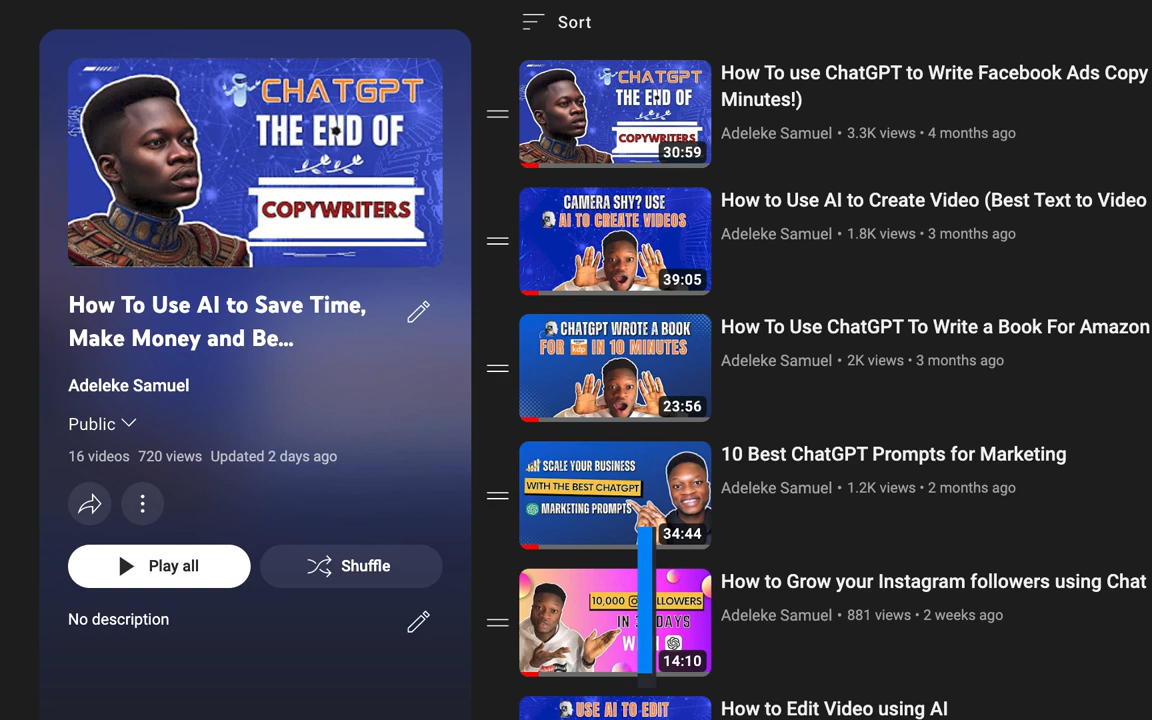 CHATGPT
THE END OF
COPYWRITERS
How To Use AI to Save Time,
Make Money and Be...
Adeleke Samuel
Public
16 videos 720 views Updated 2 days ago
Play all
Shuffle
No description
Sort
CHATGPT
THE END OF
COPYWRITERS
30:59
How To use ChatGPT to Write Facebook Ads Copy
Minutes!)
Adeleke Samuel • 3.3K views • 4 months ago
CAMERA SHY? USE
AI TO CREATE VIDEOS
39:05
How to Use AI to Create Video (Best Text to Video
Adeleke Samuel • 1.8K views • 3 months ago
CHATGPT WROTE A BOOK
FOR kdp IN 10 MINUTES
23:56
How To Use ChatGPT To Write a Book For Amazon
Adeleke Samuel • 2K views • 3 months ago
SCALE YOUR BUSINESS
WITH THE BEST CHATGPT
MARKETING PROMPTS
34:44
10 Best ChatGPT Prompts for Marketing
Adeleke Samuel • 1.2K views • 2 months ago
10,000
IN DAYS
14:10
How to Grow your Instagram followers using Chat
Adeleke Samuel • 881 views • 2 weeks ago
USE AI TO EDIT
How to Edit Video using AI